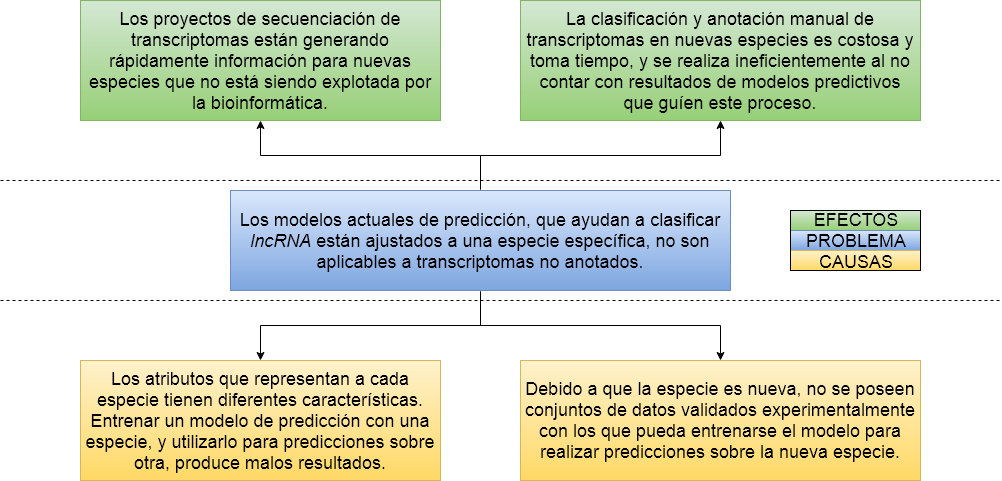 Los proyectos de secuenciación de
transcriptomas están generando
rápidamente información para nuevas
especies que no está siendo explotada por
la bioinformática.
La clasificación y anotación manual de
transcriptomas en nuevas especies es costosa y
toma tiempo, y se realiza ineficientemente al no
contar con resultados de modelos predictivos
que guíen este proceso.
Los modelos actuales de predicción, que ayudan a clasificar
lncRNA están ajustados a una especie específica, no son
aplicables a transcriptomas no anotados.
EFECTOS
PROBLEMA
CAUSAS
Los atributos que representan a cada
especie tienen diferentes características.
Entrenar un modelo de predicción con una
especie, y utilizarlo para predicciones sobre
otra, produce malos resultados.
Debido a que la especie es nueva, no se poseen
conjuntos de datos validados experimentalmente
con los que pueda entrenarse el modelo para
realizar predicciones sobre la nueva especie.